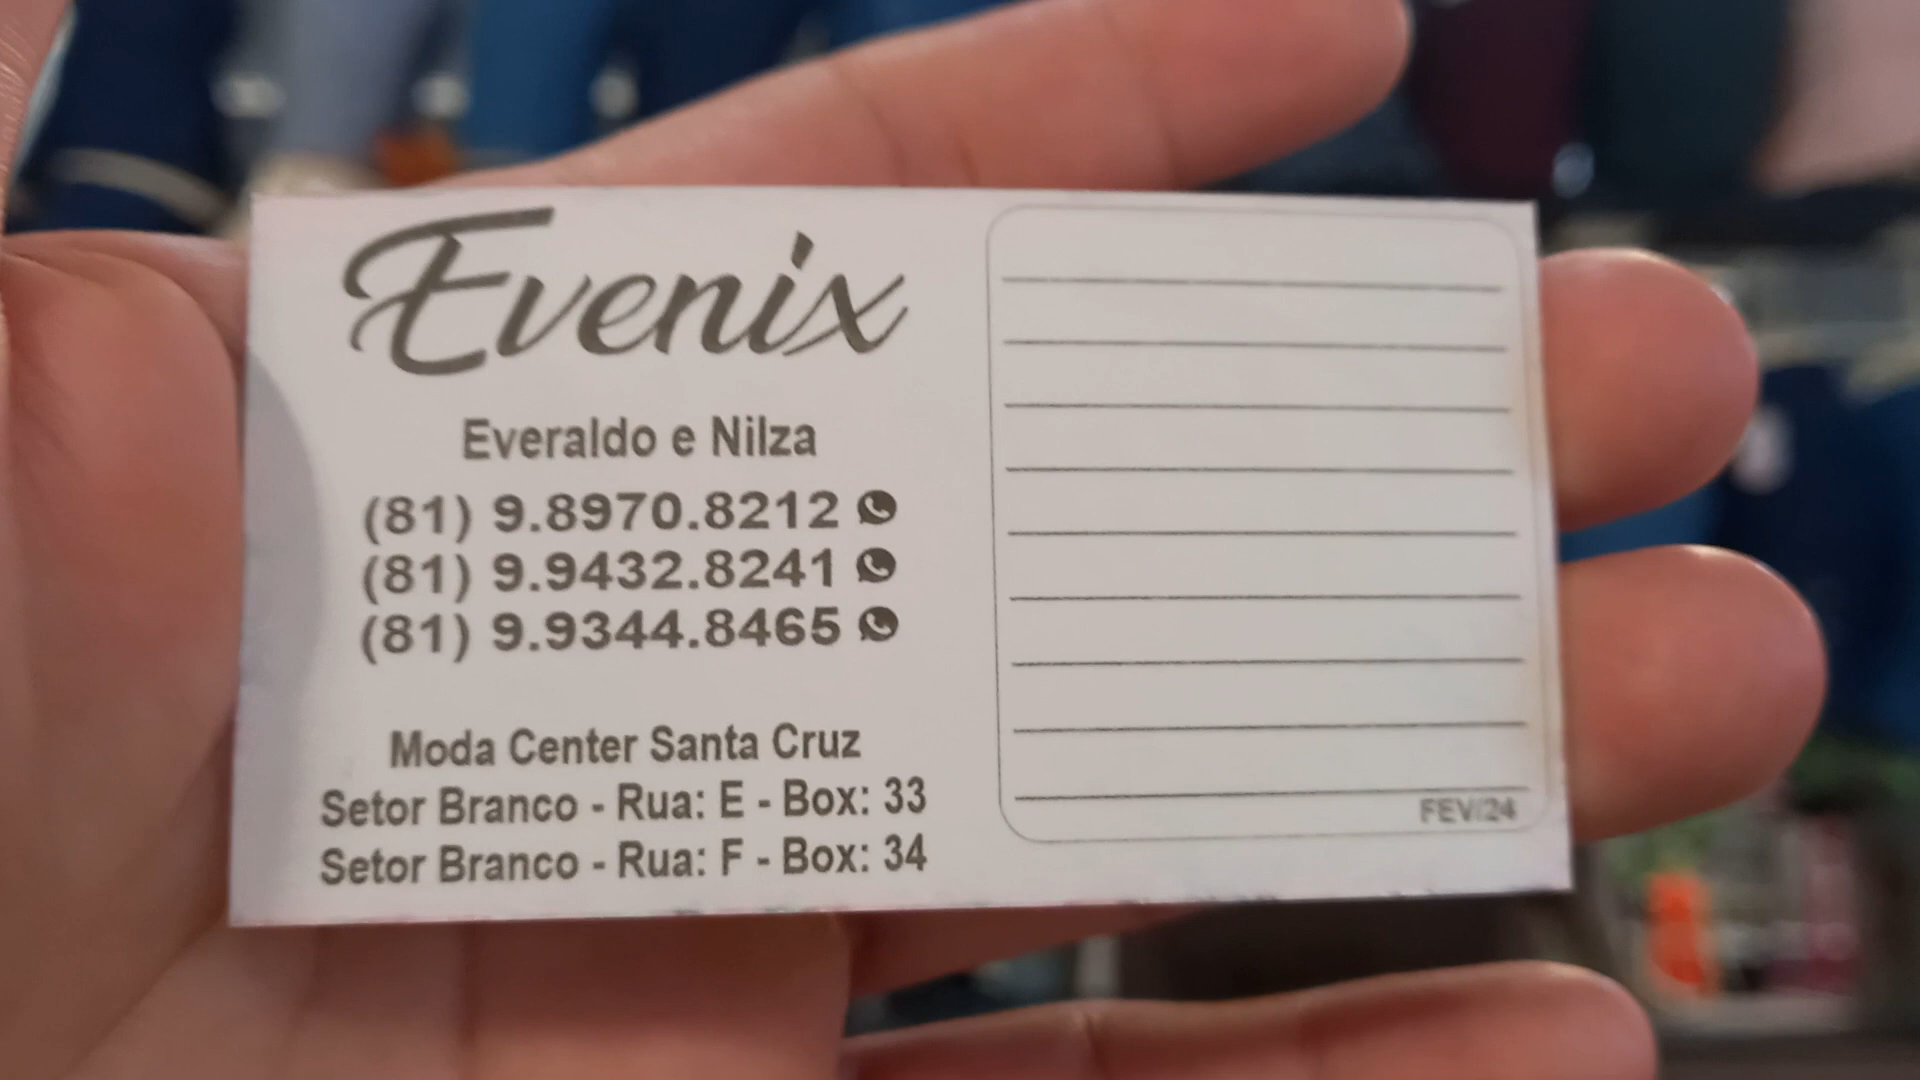 Evenix
Everaldo e Nilza
(81) 9.8970.8212
(81) 9.9432.8241
(81) 9.9344.8465
Moda Center Santa Cruz
Setor Branco - Rua: E - Box: 33
Setor Branco - Rua: F - Box: 34
FEV/24